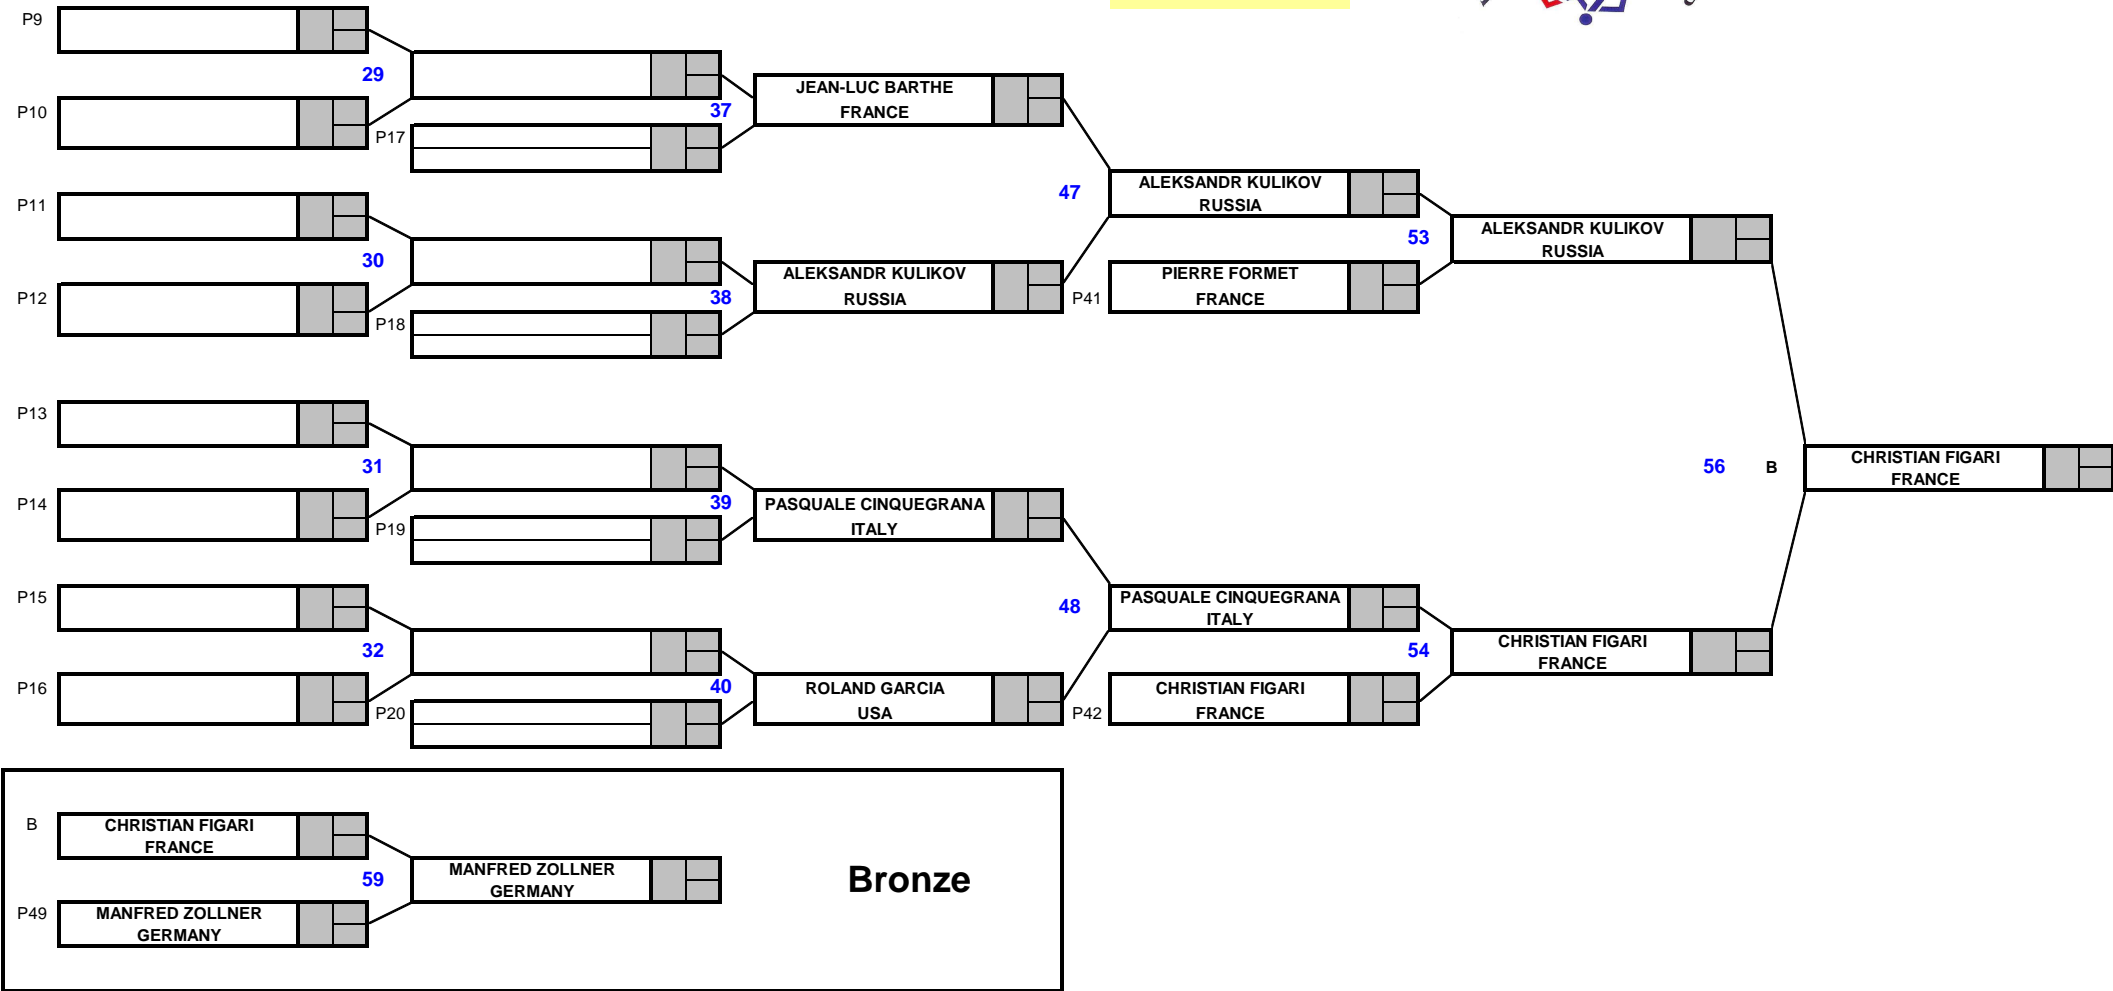 P9
29
P10
37
P17
JEAN-LUC BARTHE
FRANCE
P11
30
P12
38
P18
ALEKSANDR KULIKOV
RUSSIA
47
ALEKSANDR KULIKOV
RUSSIA
P41
PIERRE FORMET
FRANCE
53
ALEKSANDR KULIKOV
RUSSIA
P13
31
P14
39
P19
PASQUALE CINQUEGRANA
ITALY
P15
32
P16
40
P20
ROLAND GARCIA
USA
48
PASQUALE CINQUEGRANA
ITALY
P42
CHRISTIAN FIGARI
FRANCE
54
CHRISTIAN FIGARI
FRANCE
56
B
CHRISTIAN FIGARI
FRANCE
B
CHRISTIAN FIGARI
FRANCE
59
P49
MANFRED ZOLLNER
GERMANY
MANFRED ZOLLNER
GERMANY
Bronze